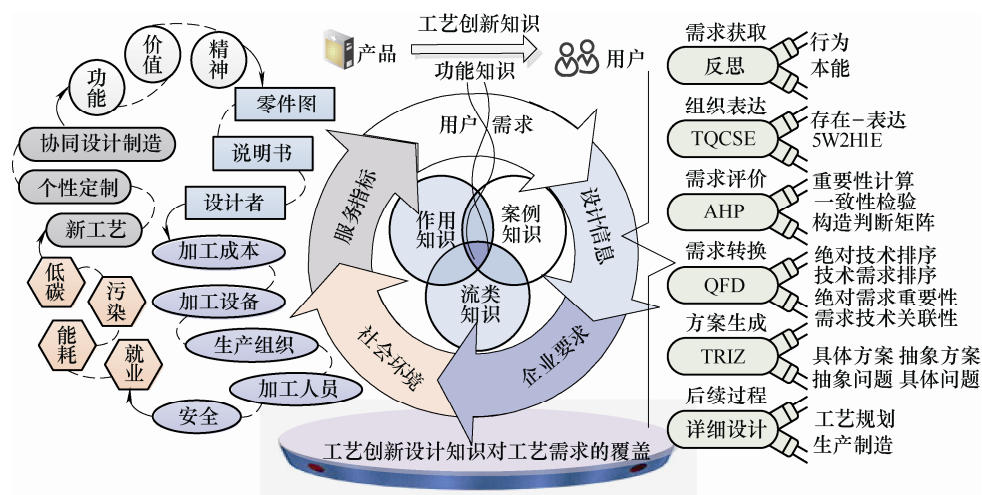 工艺创新知识
产品
用户
功能知识
用户需求
功能
价值
精神
零件图
说明书
设计者
协同设计制造
个性定制
新工艺
低碳
污染
能耗
就业
加工成本
加工设备
生产组织
加工人员
安全
服务指标
设计信息
企业要求
社会环境
作用
知识
案例
知识
流类
知识
工艺创新设计知识对工艺需求的覆盖
需求获取
反思
行为
本能
组织表达
TQCSE
存在-表达
5W2H1E
需求评价
AHP
重要性计算
一致性检验
构造判断矩阵
需求转换
QFD
绝对技术排序
技术需求排序
绝对需求重要性
需求技术关联性
方案生成
TRIZ
具体方案 抽象方案
抽象问题 具体问题
后续过程
详细设计
工艺规划
生产制造